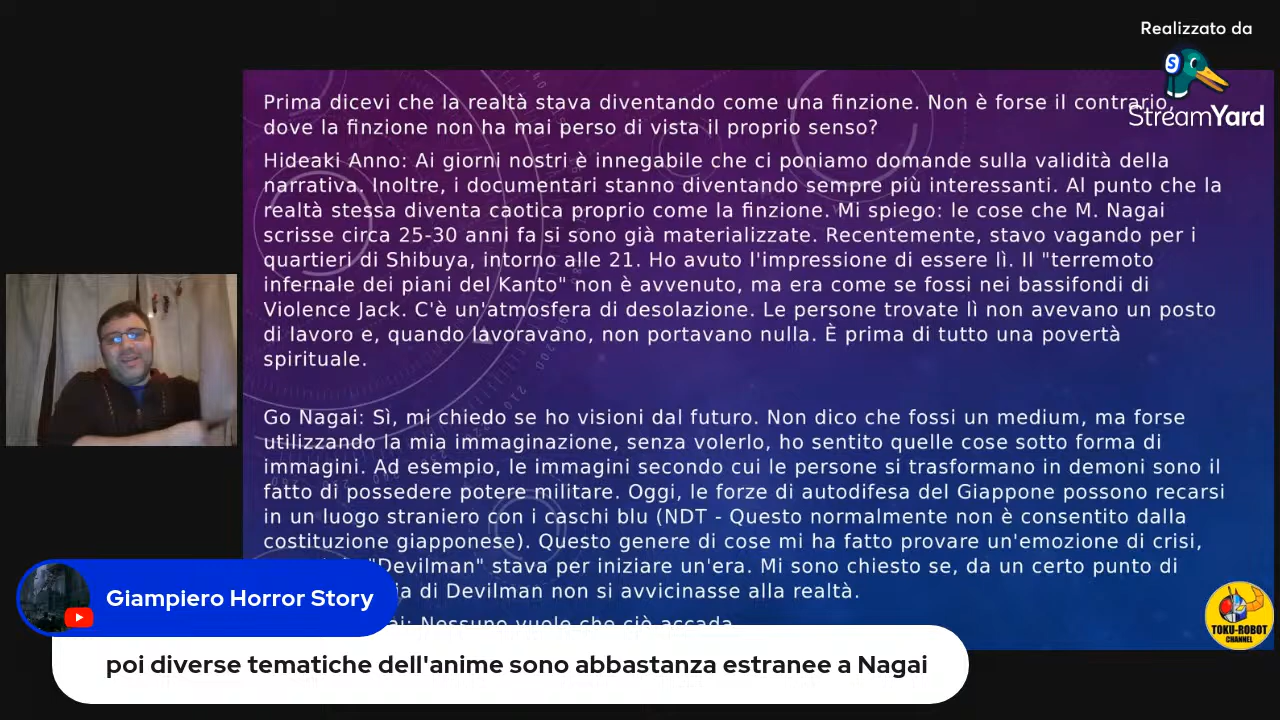 Realizzato da
StreamYard
Prima dicevi che la realtà stava diventando come una finzione. Non è forse il contrario,
dove la finzione non ha mai perso di vista il proprio senso?
Hideaki Anno: Ai giorni nostri è innegabile che ci poniamo domande sulla validità della
narrativa. Inoltre, i documentari stanno diventando sempre più interessanti. Al punto che la
realtà stessa diventa caotica proprio come la finzione. Mi spiego: le cose che M. Nagai
scrisse circa 25-30 anni fa si sono già materializzate. Recentemente, stavo vagando per i
quartieri di Shibuya, intorno alle 21. Ho avuto l'impressione di essere lì. Il "terremoto
infernale dei piani del Kanto" non è avvenuto, ma era come se fossi nei bassifondi di
Violence Jack. C'è un'atmosfera di desolazione. Le persone trovate lì non avevano un posto
di lavoro e, quando lavoravano, non portavano nulla. È prima di tutto una povertà
spirituale.
Go Nagai: Sì, mi chiedo se ho visioni dal futuro. Non dico che fossi un medium, ma forse
utilizzando la mia immaginazione, senza volerlo, ho sentito quelle cose sotto forma di
immagini. Ad esempio, le immagini secondo cui le persone si trasformano in demoni sono il
fatto di possedere potere militare. Oggi, le forze di autodifesa del Giappone possono recarsi
in un luogo straniero con i caschi blu (NDT - Questo normalmente non è consentito dalla
costituzione giapponese). Questo genere di cose mi ha fatto provare un'emozione di crisi,
"Devilman" stava per iniziare un'era. Mi sono chiesto se, da un certo punto di
di Devilman non si avvicinasse alla realtà.
Nessuno vuole che ciò accada
Giampiero Horror Story
poi diverse tematiche dell'anime sono abbastanza estranee a Nagai
TOKU-ROBOT
CHANNEL